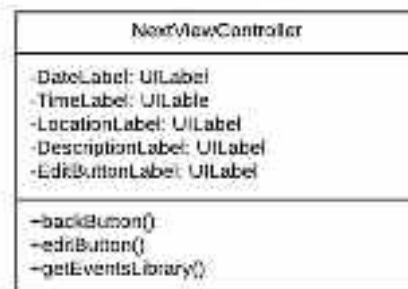 NextViewController
-DateLabel: UILabel
-TimeLabel: UILable
-LocationLabel: UILabel
-DescriptionLabel: UILabel
-EditButtonLabel: UILabel
+backButton()
+editButton()
+getEventsLibrary()